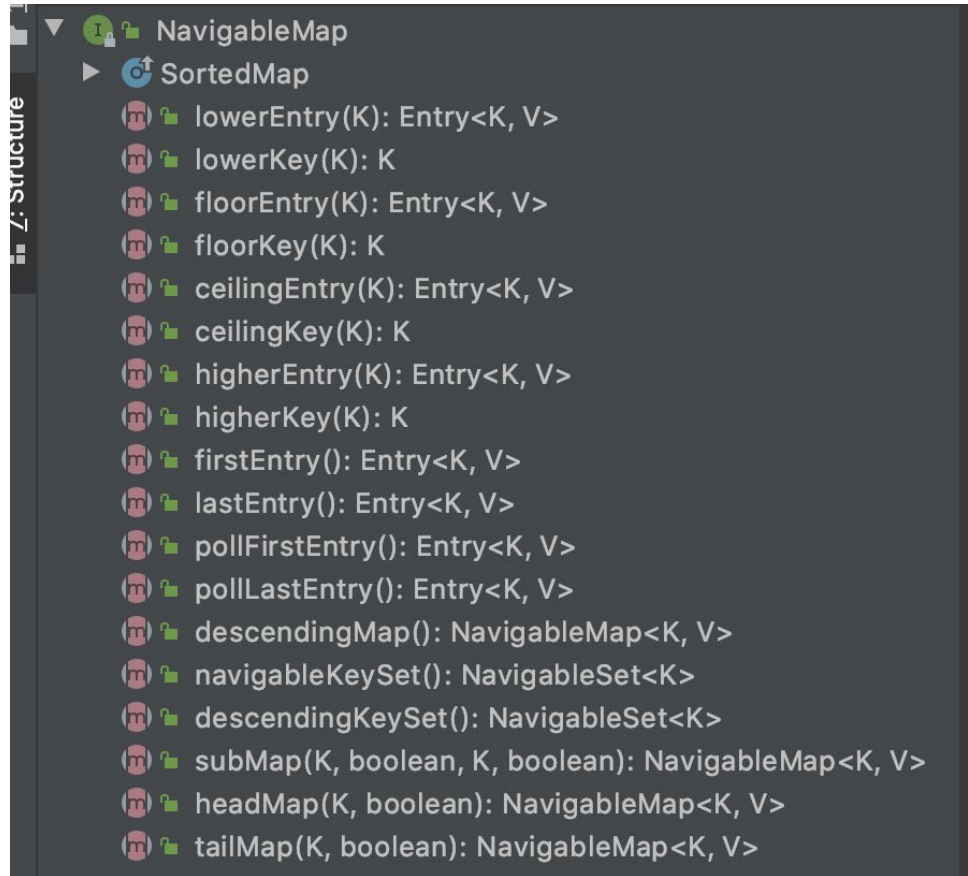 NavigableMap
SortedMap
lowerEntry(K): Entry<K, V>
lowerKey(K): K
floorEntry(K): Entry<K, V>
floorKey(K): K
ceilingEntry(K): Entry<K, V>
ceilingKey(K): K
higherEntry(K): Entry<K, V>
higherKey(K): K
firstEntry(): Entry<K, V>
lastEntry(): Entry<K, V>
pollFirstEntry(): Entry<K, V>
pollLastEntry(): Entry<K, V>
descendingMap(): NavigableMap<K, V>
navigableKeySet(): NavigableSet<K>
descendingKeySet(): NavigableSet<K>
subMap(K, boolean, K, boolean): NavigableMap<K, V>
headMap(K, boolean): NavigableMap<K, V>
tailMap(K, boolean): NavigableMap<K, V>
7: Structure